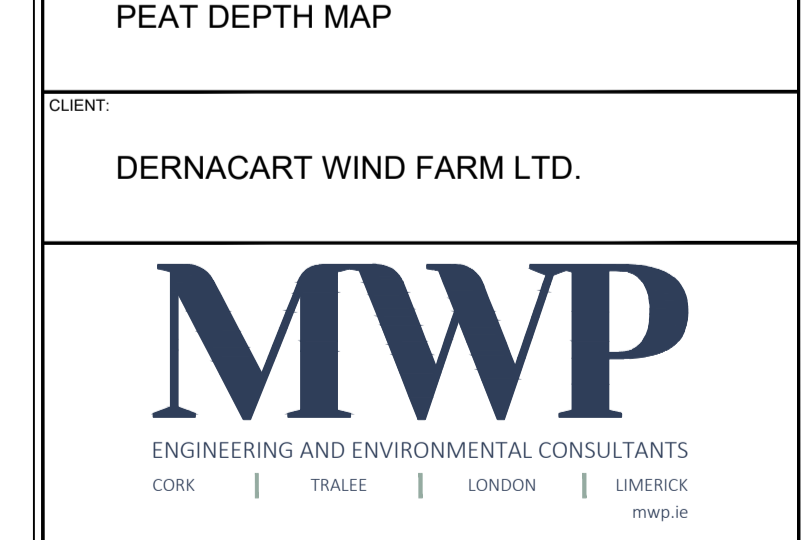 PEAT DEPTH MAP
CLIENT:
DERNACART WIND FARM LTD.
MWP
ENGINEERING AND ENVIRONMENTAL CONSULTANTS
CORK | TRALEE | LONDON | LIMERICK
mwp.ie